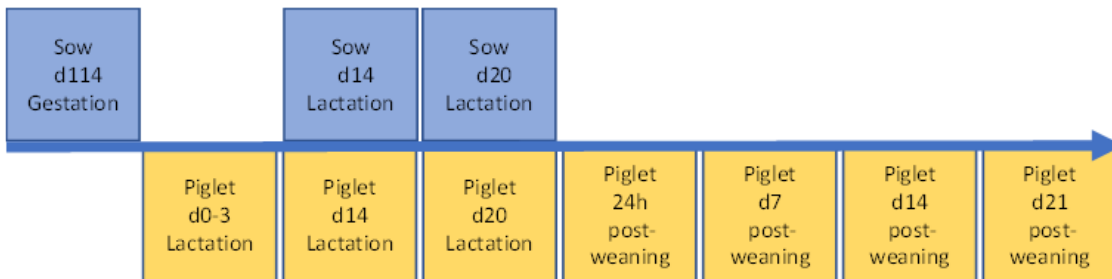 Sow
d114
Gestation
Sow
d14
Lactation
Sow
d20
Lactation
Piglet
d0-3
Lactation
Piglet
d14
Lactation
Piglet
d20
Lactation
Piglet
24h
post-
weaning
Piglet
d7
post-
weaning
Piglet
d14
post-
weaning
Piglet
d21
post-
weaning